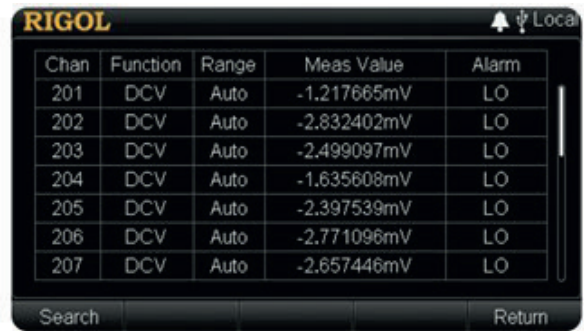 RIGOL Local
Chan Function Range Meas Value Alarm
201 DCV Auto -1.217665mV LO
202 DCV Auto -2.832402mV LO
203 DCV Auto -2.499097mV LO
204 DCV Auto -1.635608mV LO
205 DCV Auto -2.397539mV LO
206 DCV Auto -2.771096mV LO
207 DCV Auto -2.657446mV LO
Search Return